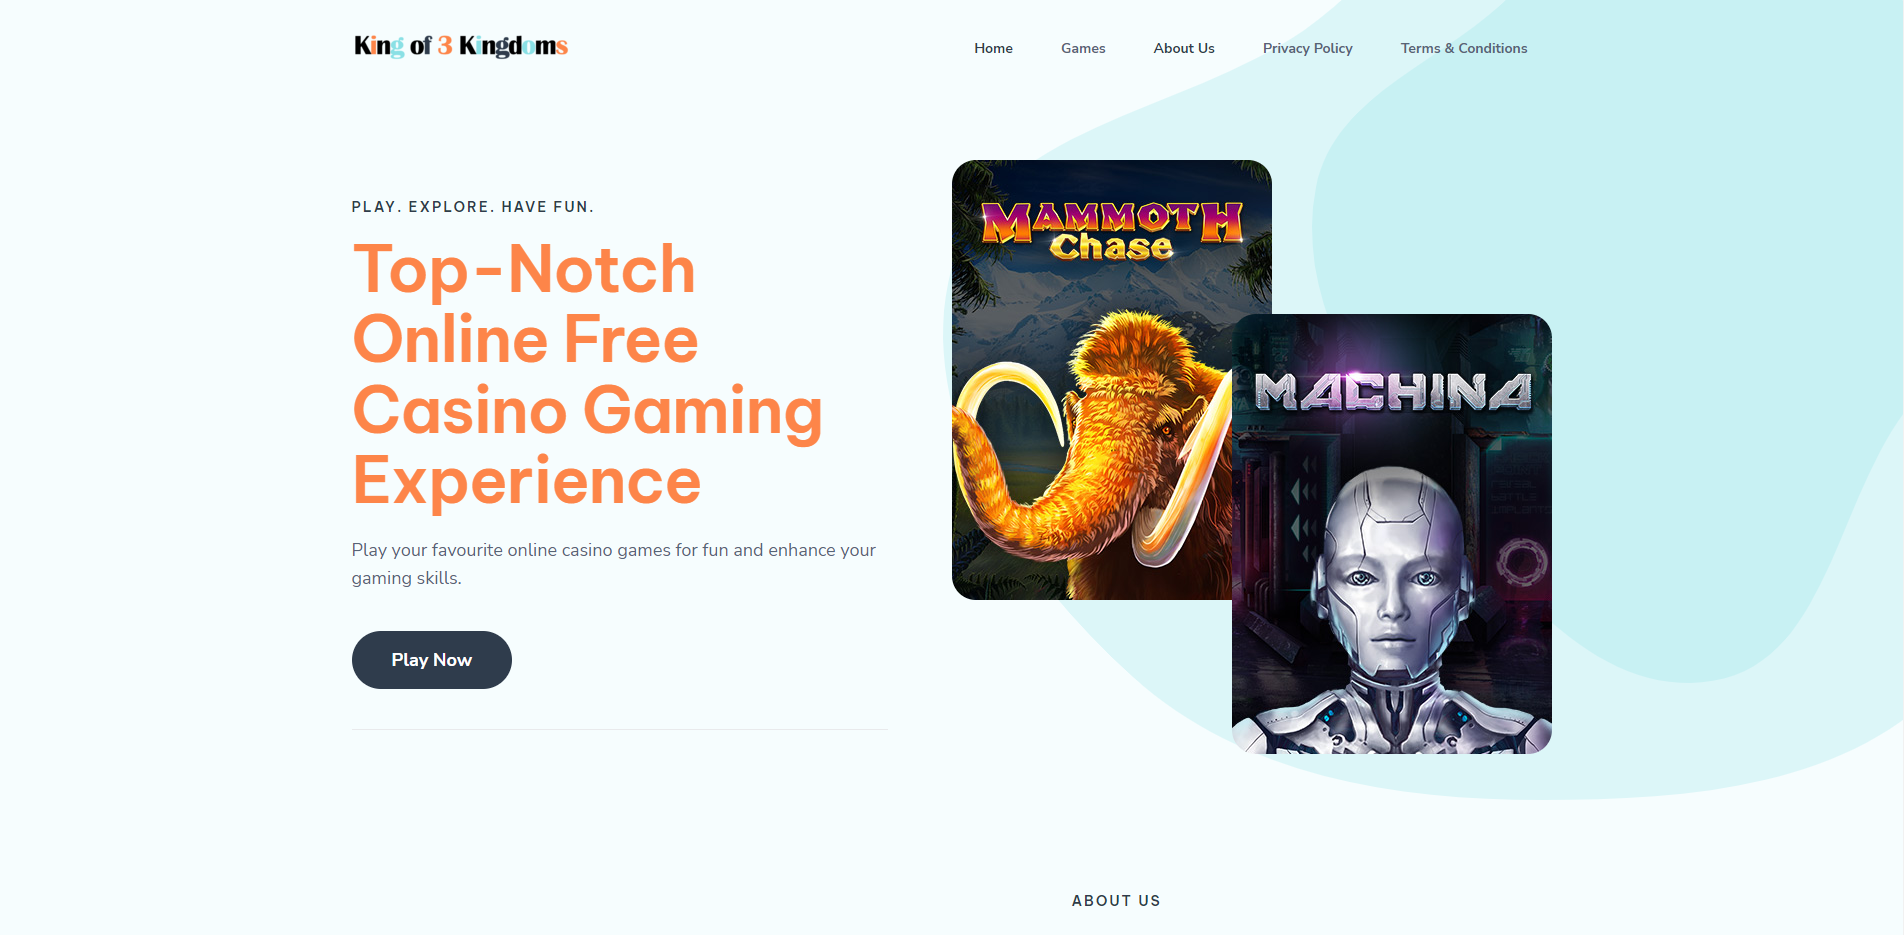 King of 3 Kingdoms
Home Games About Us Privacy Policy Terms & Conditions
PLAY. EXPLORE. HAVE FUN.
Top-Notch
Online Free
Casino Gaming
Experience
Play your favourite online casino games for fun and enhance your
gaming skills.
Play Now
MAMMOTH
Chase
MACHINA
ABOUT US